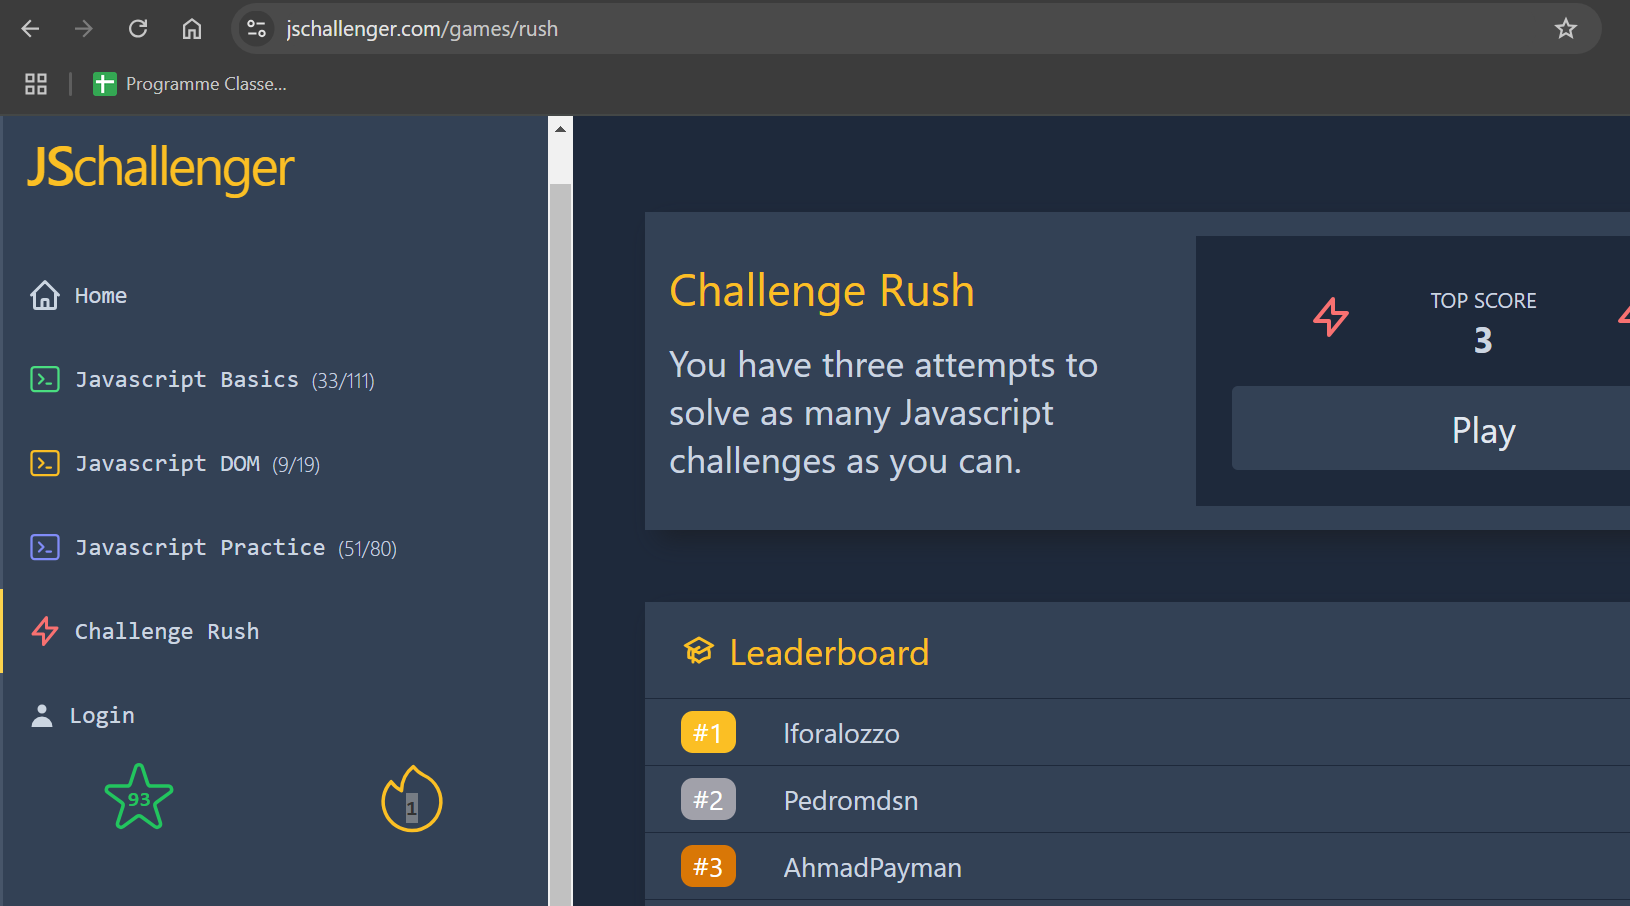 jschallenger.com/games/rush
Programme Classe...
JSchallenger
Home
Javascript Basics (33/111)
Javascript DOM (9/19)
Javascript Practice (51/80)
Challenge Rush
Login
93
1
Challenge Rush
You have three attempts to
solve as many Javascript
challenges as you can.
TOP SCORE
3
Play
Leaderboard
#1 lforalozzo
#2 Pedromdsn
#3 AhmadPayman